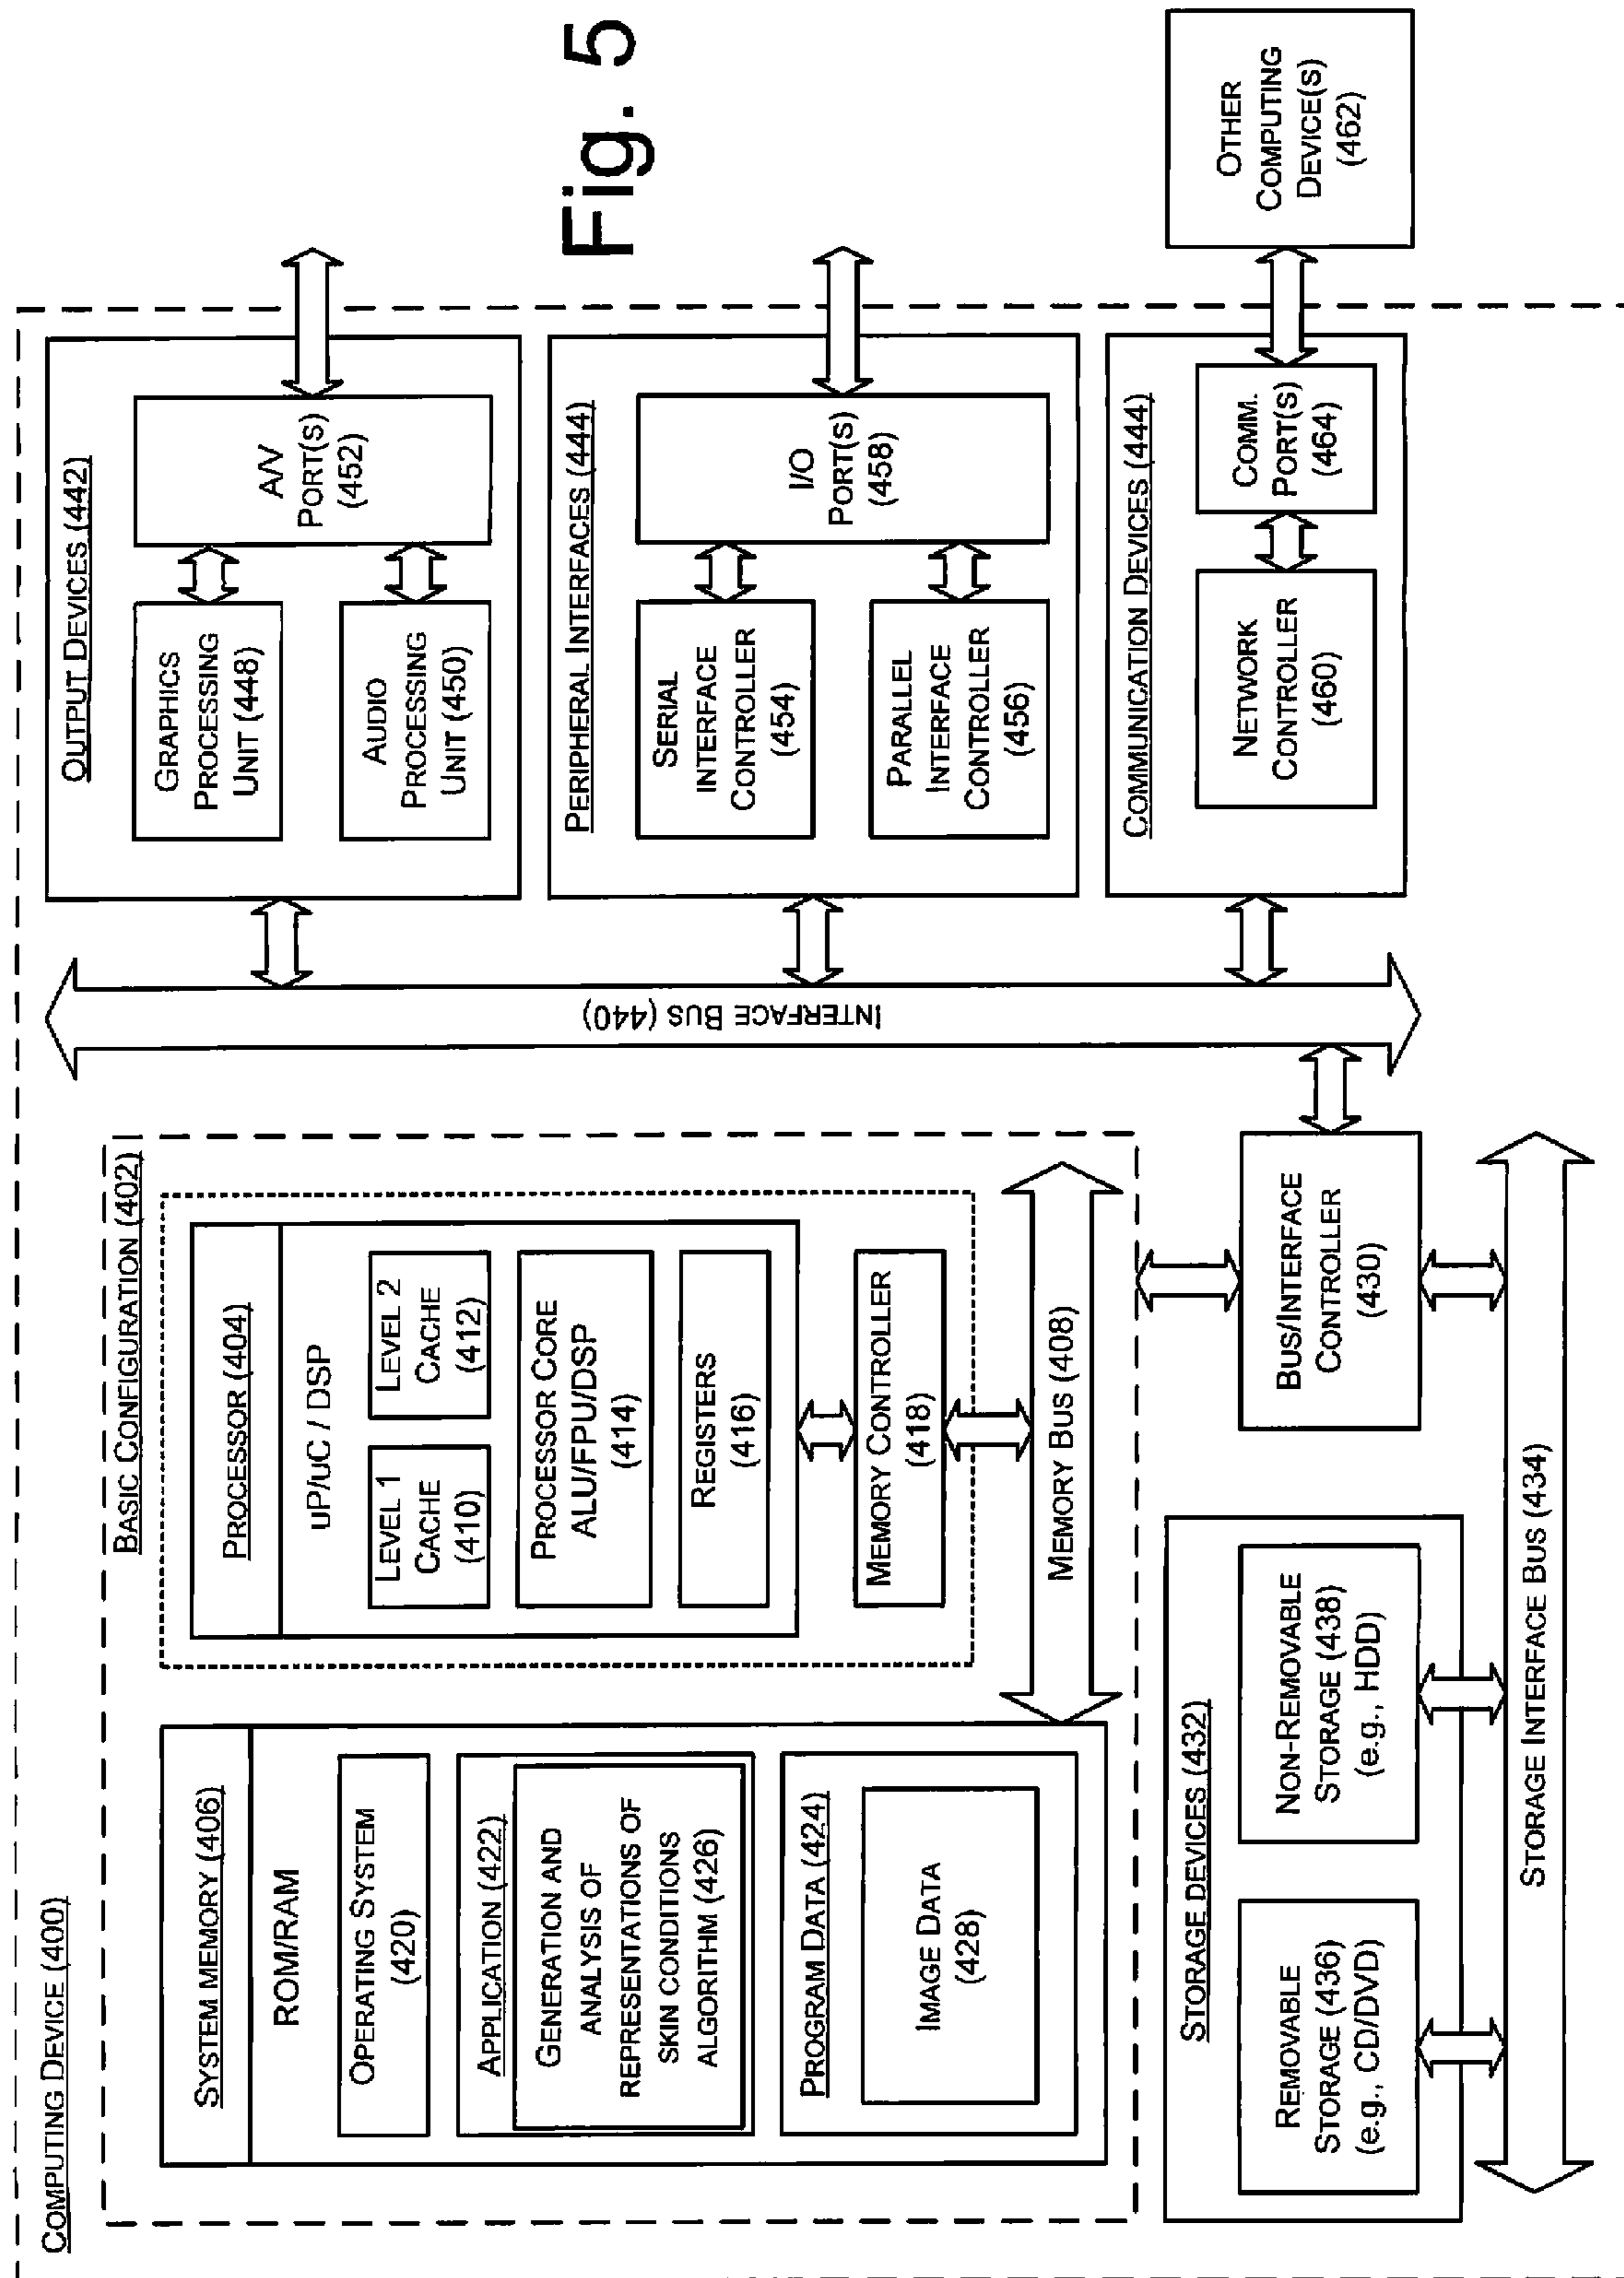 COMPUTING DEVICE (400)
BASIC CONFIGURATION (402)
SYSTEM MEMORY (406)
ROM/RAM
OPERATING SYSTEM
(420)
APPLICATION (422)
GENERATION AND
ANALYSIS OF
REPRESENTATIONS OF
SKIN CONDITIONS
ALGORITHM (426)
PROGRAM DATA (424)
IMAGE DATA
(428)
PROCESSOR (404)
uP/uC / DSP
LEVEL 1
CACHE
(410)
LEVEL 2
CACHE
(412)
PROCESSOR CORE
ALU/FPU/DSP
(414)
REGISTERS
(416)
MEMORY CONTROLLER
(418)
MEMORY BUS (408)
BUS/INTERFACE
CONTROLLER
(430)
STORAGE DEVICES (432)
REMOVABLE
STORAGE (436)
(e.g., CD/DVD)
NON-REMOVABLE
STORAGE (438)
(e.g., HDD)
STORAGE INTERFACE BUS (434)
INTERFACE BUS (440)
OUTPUT DEVICES (442)
GRAPHICS
PROCESSING
UNIT (448)
AUDIO
PROCESSING
UNIT (450)
A/V
PORT(S)
(452)
PERIPHERAL INTERFACES (444)
SERIAL
INTERFACE
CONTROLLER
(454)
PARALLEL
INTERFACE
CONTROLLER
(456)
I/O
PORT(S)
(458)
COMMUNICATION DEVICES (444)
NETWORK
CONTROLLER
(460)
COMM.
PORT(S)
(464)
OTHER
COMPUTING
DEVICE(S)
(462)
Fig. 5